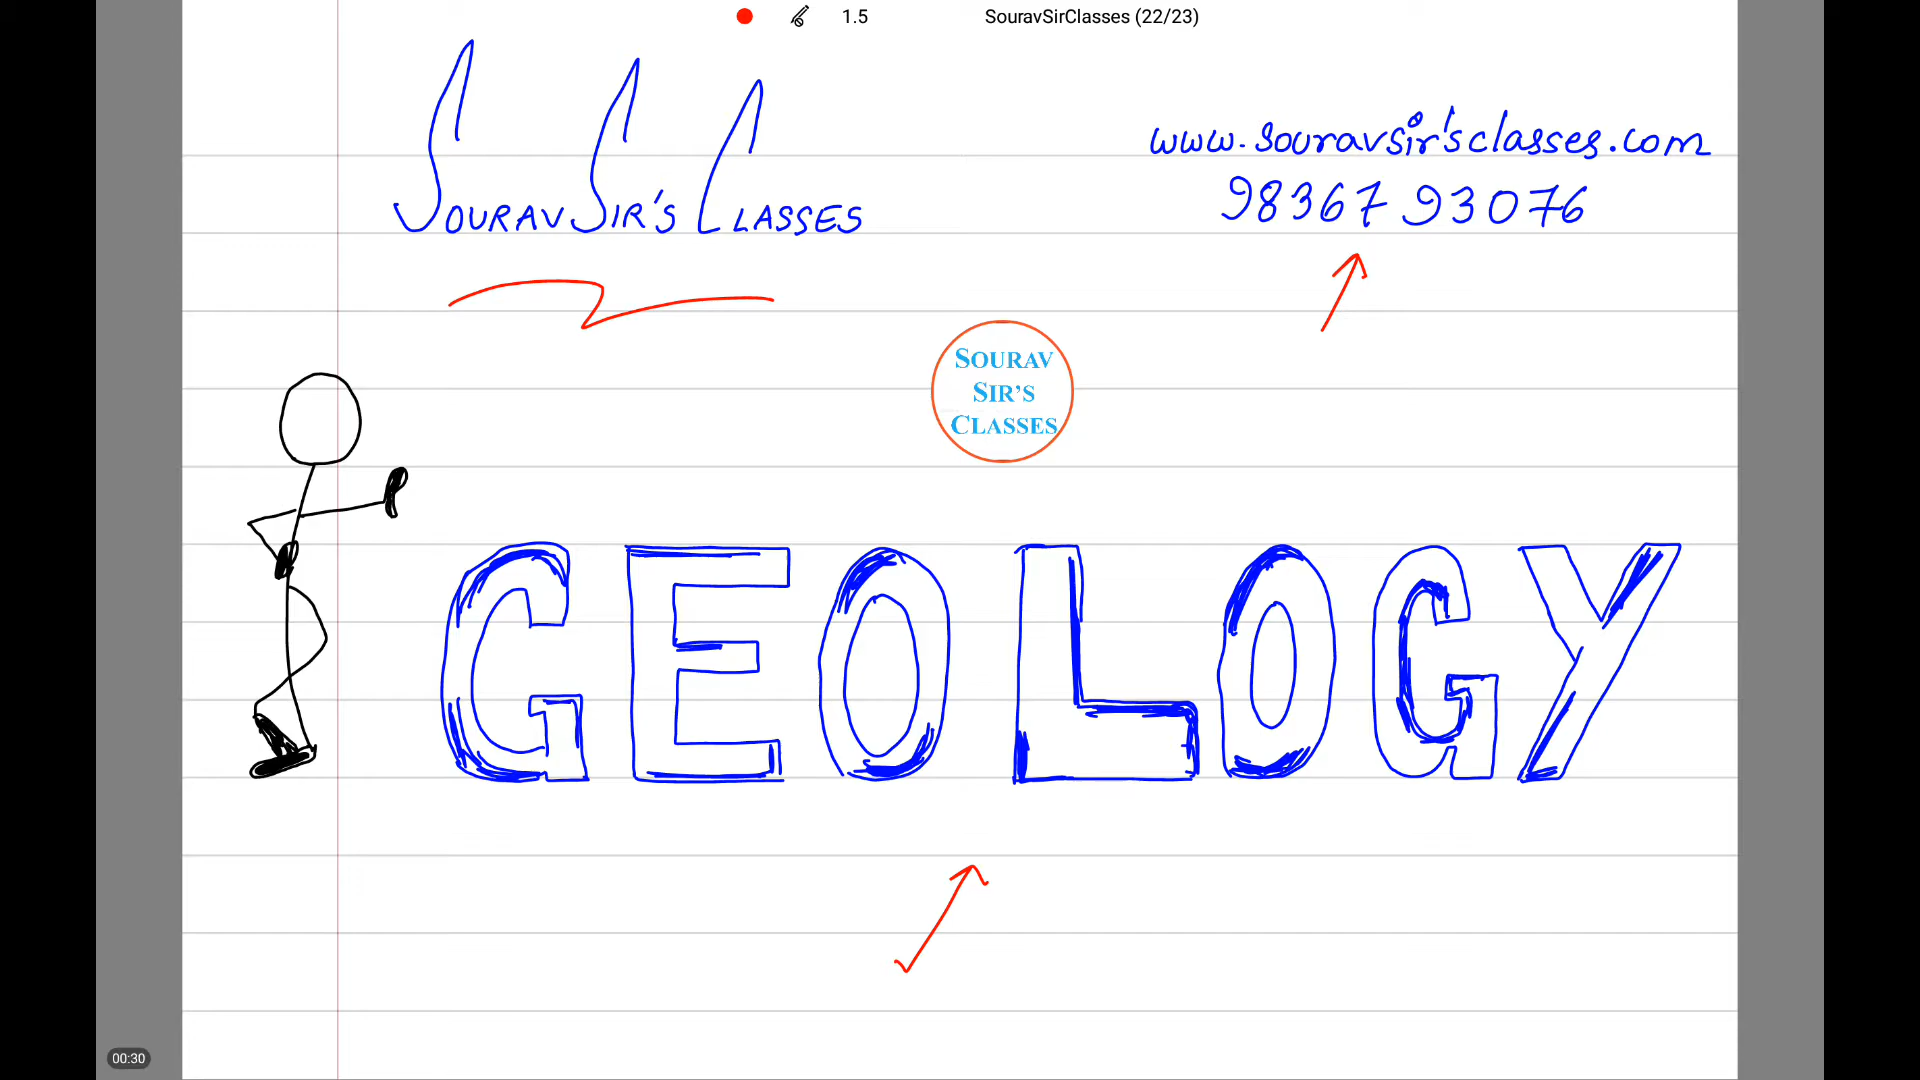 1.5 SouravSirClasses (22/23)
SOURAV SIR'S CLASSES
www.souravsir'sclasses.com
98367 93076
SOURAV
SIR'S
CLASSES
GEOLOGY
00:30